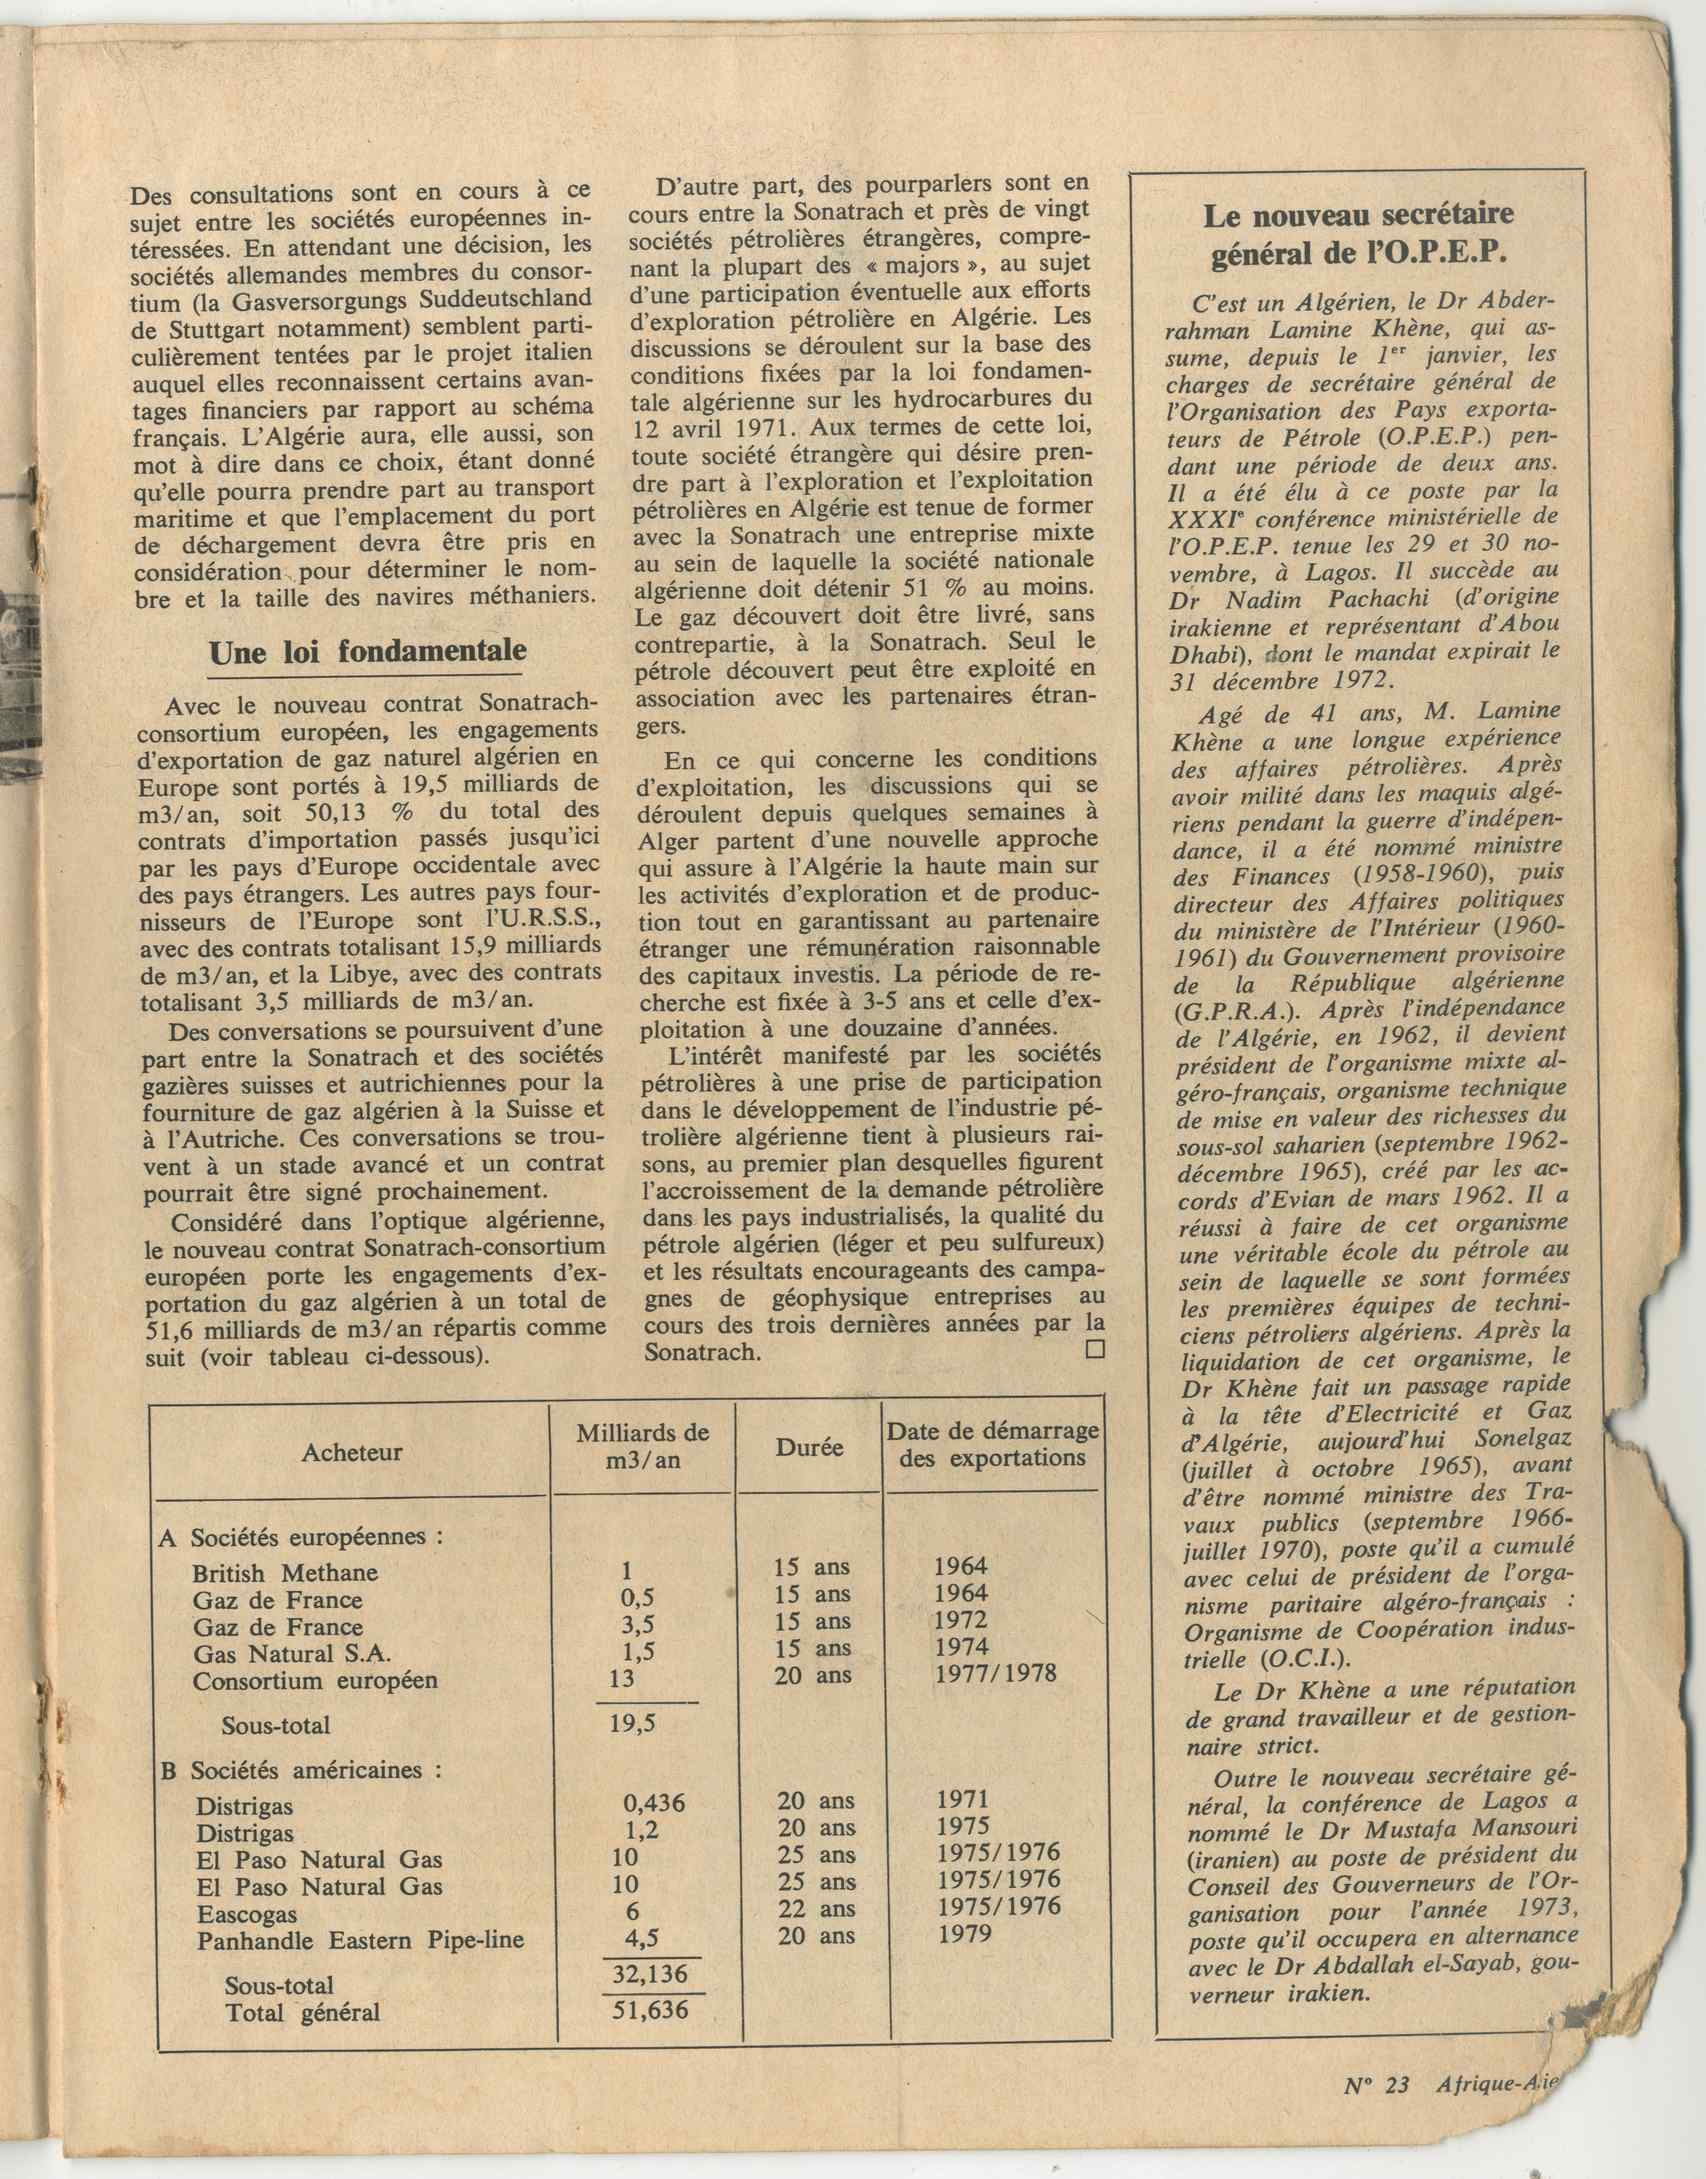 Des consultations sont en cours à ce
sujet entre les sociétés européennes in-
téressées. En attendant une décision, les
sociétés allemandes membres du consor-
tium (la Gasversorgungs Suddeutschland
de Stuttgart notamment) semblent parti-
culièrement tentées par le projet italien
auquel elles reconnaissent certains avan-
tages financiers par rapport au schéma
français. L'Algérie aura, elle aussi, son
mot à dire dans ce choix, étant donné
qu'elle pourra prendre part au transport
maritime et que l'emplacement du port
de déchargement devra être pris en
considération pour déterminer le nom-
bre et la taille des navires méthaniers.
Une loi fondamentale
Avec le nouveau contrat Sonatrach-
consortium européen, les engagements
d'exportation de gaz naturel algérien en
Europe sont portés à 19,5 milliards de
m3/an, soit 50,13 % du total des
contrats d'importation passés jusqu'ici
par les pays d'Europe occidentale avec
des pays étrangers. Les autres pays four-
nisseurs de l'Europe sont l'U.R.S.S.,
avec des contrats totalisant 15,9 milliards
de m3/an, et la Libye, avec des contrats
totalisant 3,5 milliards de m3/an.
Des conversations se poursuivent d'une
part entre la Sonatrach et des sociétés
gazières suisses et autrichiennes pour la
fourniture de gaz algérien à la Suisse et
à l'Autriche. Ces conversations se trou-
vent à un stade avancé et un contrat
pourrait être signé prochainement.
Considéré dans l'optique algérienne,
le nouveau contrat Sonatrach-consortium
européen porte les engagements d'ex-
portation du gaz algérien à un total de
51,6 milliards de m3/an répartis comme
suit (voir tableau ci-dessous).
D'autre part, des pourparlers sont en
cours entre la Sonatrach et près de vingt
sociétés pétrolières étrangères, compre-
nant la plupart des « majors », au sujet
d'une participation éventuelle aux efforts
d'exploration pétrolière en Algérie. Les
discussions se déroulent sur la base des
conditions fixées par la loi fondamen-
tale algérienne sur les hydrocarbures du
12 avril 1971. Aux termes de cette loi,
toute société étrangère qui désire pren-
dre part à l'exploration et l'exploitation
pétrolières en Algérie est tenue de former
avec la Sonatrach une entreprise mixte
au sein de laquelle la société nationale
algérienne doit détenir 51 % au moins.
Le gaz découvert doit être livré, sans
contrepartie, à la Sonatrach. Seul le
pétrole découvert peut être exploité en
association avec les partenaires étran-
gers.
En ce qui concerne les conditions
d'exploitation, les discussions qui se
déroulent depuis quelques semaines à
Alger partent d'une nouvelle approche
qui assure à l'Algérie la haute main sur
les activités d'exploration et de produc-
tion tout en garantissant au partenaire
étranger une rémunération raisonnable
des capitaux investis. La période de re-
cherche est fixée à 3-5 ans et celle d'ex-
ploitation à une douzaine d'années.
L'intérêt manifesté par les sociétés
pétrolières à une prise de participation
dans le développement de l'industrie pé-
trolière algérienne tient à plusieurs rai-
sons, au premier plan desquelles figurent
l'accroissement de la demande pétrolière
dans les pays industrialisés, la qualité du
pétrole algérien (léger et peu sulfureux)
et les résultats encourageants des campa-
gnes de géophysique entreprises au
cours des trois dernières années par la
Sonatrach. □
Acheteur | Milliards de m3/an | Durée | Date de démarrage des exportations
A Sociétés européennes :
British Methane 1 15 ans 1964
Gaz de France 0,5 15 ans 1964
Gaz de France 3,5 15 ans 1972
Gas Natural S.A. 1,5 15 ans 1974
Consortium européen 13 20 ans 1977/1978
Sous-total 19,5
B Sociétés américaines :
Distrigas 0,436 20 ans 1971
Distrigas 1,2 20 ans 1975
El Paso Natural Gas 10 25 ans 1975/1976
El Paso Natural Gas 10 25 ans 1975/1976
Eascogas 6 22 ans 1975/1976
Panhandle Eastern Pipe-line 4,5 20 ans 1979
Sous-total 32,136
Total général 51,636
Le nouveau secrétaire
général de l'O.P.E.P.
C'est un Algérien, le Dr Abder-
rahman Lamine Khène, qui as-
sume, depuis le 1er janvier, les
charges de secrétaire général de
l'Organisation des Pays exporta-
teurs de Pétrole (O.P.E.P.) pen-
dant une période de deux ans.
Il a été élu à ce poste par la
XXXIe conférence ministérielle de
l'O.P.E.P. tenue les 29 et 30 no-
vembre, à Lagos. Il succède au
Dr Nadim Pachachi (d'origine
irakienne et représentant d'Abou
Dhabi), dont le mandat expirait le
31 décembre 1972.
Agé de 41 ans, M. Lamine
Khène a une longue expérience
des affaires pétrolières. Après
avoir milité dans les maquis algé-
riens pendant la guerre d'indépen-
dance, il a été nommé ministre
des Finances (1958-1960), puis
directeur des Affaires politiques
du ministère de l'Intérieur (1960-
1961) du Gouvernement provisoire
de la République algérienne
(G.P.R.A.). Après l'indépendance
de l'Algérie, en 1962, il devient
président de l'organisme mixte al-
géro-français, organisme technique
de mise en valeur des richesses du
sous-sol saharien (septembre 1962-
décembre 1965), créé par les ac-
cords d'Evian de mars 1962. Il a
réussi à faire de cet organisme
une véritable école du pétrole au
sein de laquelle se sont formées
les premières équipes de techni-
ciens pétroliers algériens. Après la
liquidation de cet organisme, le
Dr Khène fait un passage rapide
à la tête d'Electricité et Gaz
d'Algérie, aujourd'hui Sonelgaz
(juillet à octobre 1965), avant
d'être nommé ministre des Tra-
vaux publics (septembre 1966-
juillet 1970), poste qu'il a cumulé
avec celui de président de l'orga-
nisme paritaire algéro-français :
Organisme de Coopération indus-
trielle (O.C.I.).
Le Dr Khène a une réputation
de grand travailleur et de gestion-
naire strict.
Outre le nouveau secrétaire gé-
néral, la conférence de Lagos a
nommé le Dr Mustafa Mansouri
(iranien) au poste de président du
Conseil des Gouverneurs de l'Or-
ganisation pour l'année 1973,
poste qu'il occupera en alternance
avec le Dr Abdallah el-Sayab, gou-
verneur irakien.
N° 23 Afrique-Asie